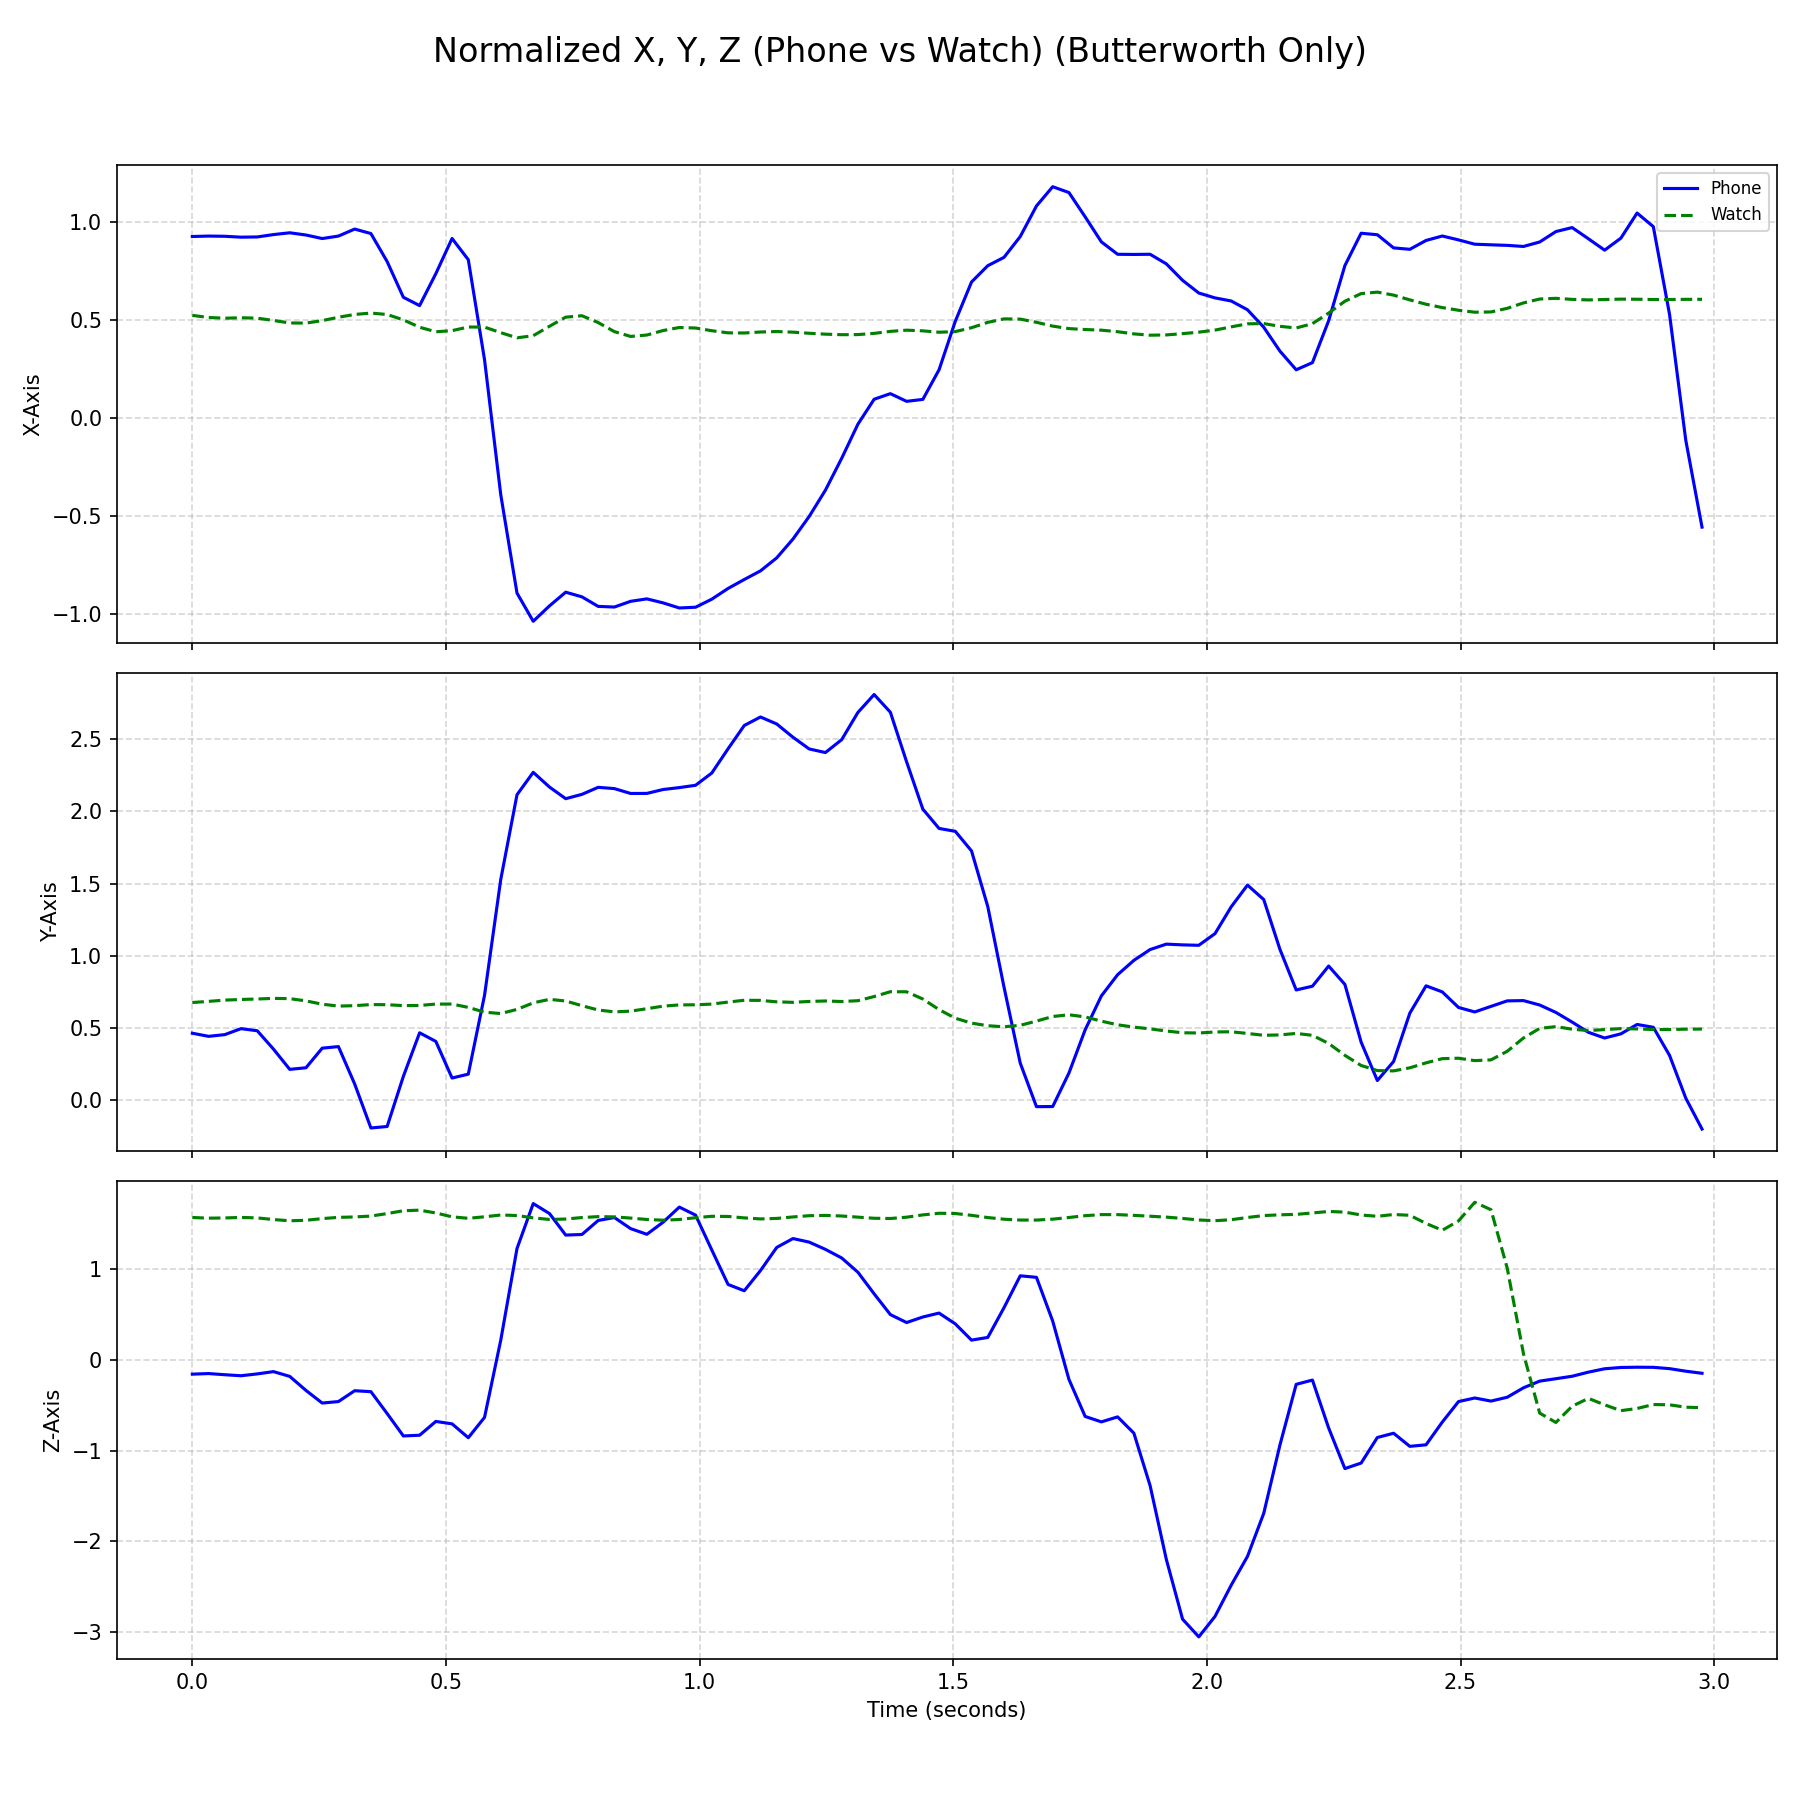 Normalized X, Y, Z (Phone vs Watch) (Butterworth Only)
Phone
Watch
X-Axis
1.0
0.5
0.0
−0.5
−1.0
Y-Axis
2.5
2.0
1.5
1.0
0.5
0.0
Z-Axis
1
0
−1
−2
−3
0.0 0.5 1.0 1.5 2.0 2.5 3.0
Time (seconds)